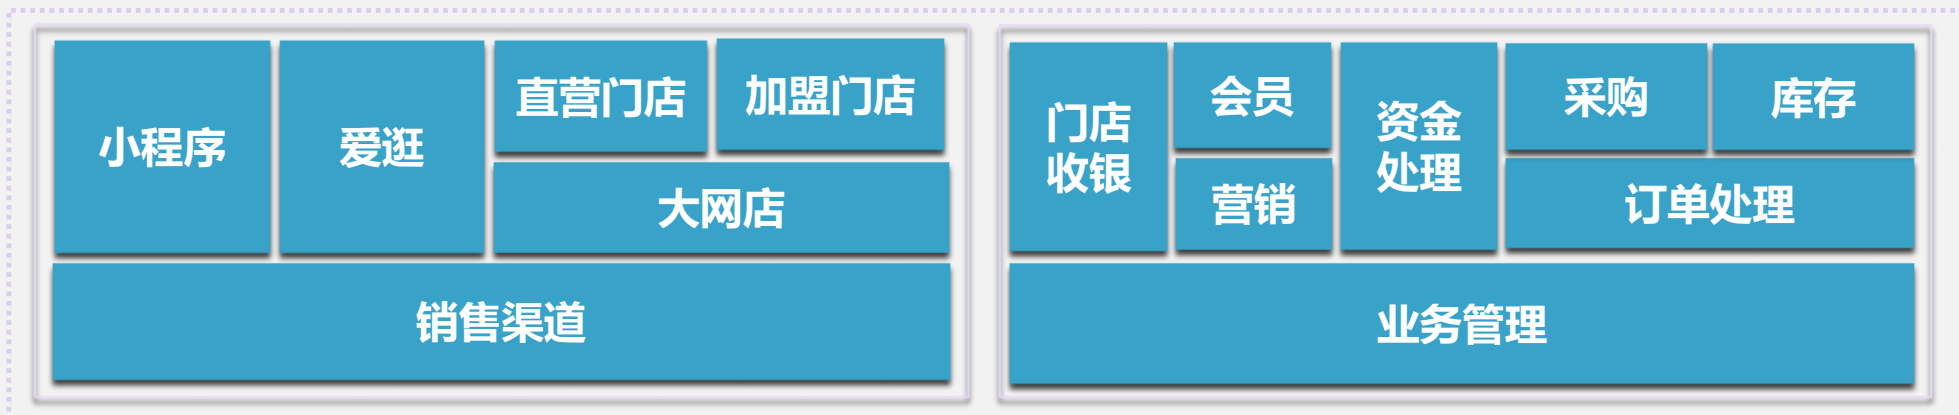 小程序
爱逛
直营门店
加盟门店
大网店
销售渠道
门店
收银
会员
营销
资金
处理
采购
库存
订单处理
业务管理